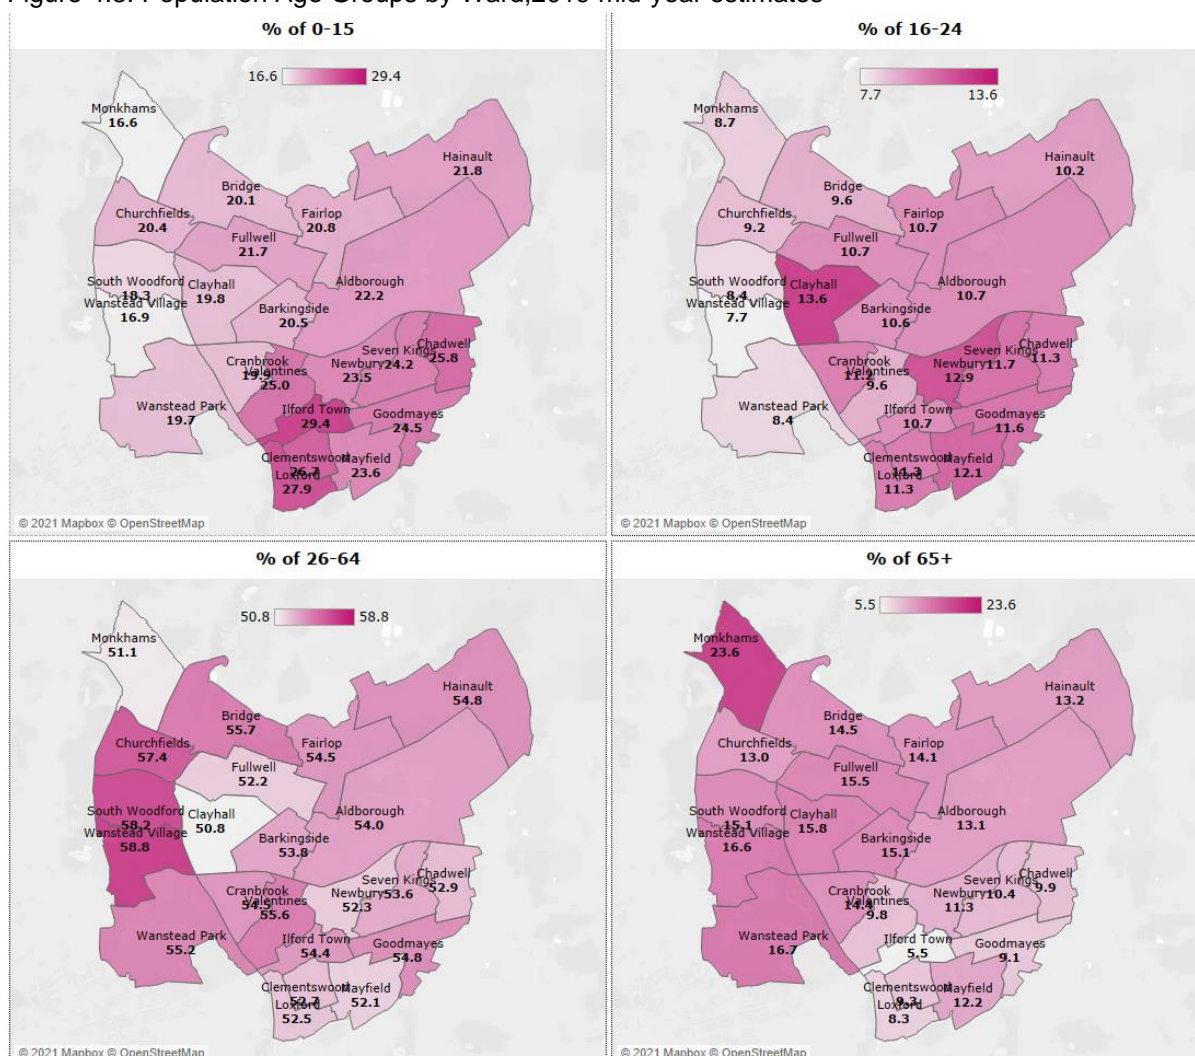 Figure Population Age Groups by mid-year estimates
% of 0-15
16.6 29.4
Monkhams
16.6
Hainault
21.8
Bridge
20.1
Churchfields
20.4
Fairlop
20.8
Fullwell
21.7
South Woodford
18.3
Clayhall
19.8
Aldborough
22.2
Wanstead Village
16.9
Barkingside
20.5
Chadwell
25.8
Seven Kings
24.2
Cranbrook
19.9
Newbury
23.5
Valentines
25.0
Wanstead Park
19.7
Ilford Town
29.4
Goodmayes
24.5
Clementswood
26.7
Mayfield
23.6
Loxford
27.9
© 2021 Mapbox © OpenStreetMap
% of 16-24
7.7 13.6
Monkhams
8.7
Hainault
10.2
Bridge
9.6
Churchfields
9.2
Fairlop
10.7
Fullwell
10.7
South Woodford
8.4
Clayhall
13.6
Aldborough
10.7
Wanstead Village
7.7
Barkingside
10.6
Chadwell
11.3
Seven Kings
11.7
Cranbrook
11.2
Newbury
12.9
Valentines
9.6
Wanstead Park
8.4
Ilford Town
10.7
Goodmayes
11.6
Clementswood
11.3
Mayfield
12.1
Loxford
11.3
© 2021 Mapbox © OpenStreetMap
% of 26-64
50.8 58.8
Monkhams
51.1
Hainault
54.8
Bridge
55.7
Churchfields
57.4
Fairlop
54.5
Fullwell
52.2
South Woodford
58.2
Clayhall
50.8
Aldborough
54.0
Wanstead Village
58.8
Barkingside
53.8
Chadwell
52.9
Seven Kings
53.6
Cranbrook
54.5
Newbury
52.3
Valentines
55.6
Wanstead Park
55.2
Ilford Town
54.4
Goodmayes
54.8
Clementswood
52.7
Mayfield
52.1
Loxford
52.5
© 2021 Mapbox © OpenStreetMap
% of 65+
5.5 23.6
Monkhams
23.6
Hainault
13.2
Bridge
14.5
Churchfields
13.0
Fairlop
14.1
Fullwell
15.5
South Woodford
15.1
Clayhall
15.8
Aldborough
13.1
Wanstead Village
16.6
Barkingside
15.1
Chadwell
9.9
Seven Kings
10.4
Cranbrook
14.4
Newbury
11.3
Valentines
9.8
Wanstead Park
16.7
Ilford Town
5.5
Goodmayes
9.1
Clementswood
9.3
Mayfield
12.2
Loxford
8.3
© 2021 Mapbox © OpenStreetMap